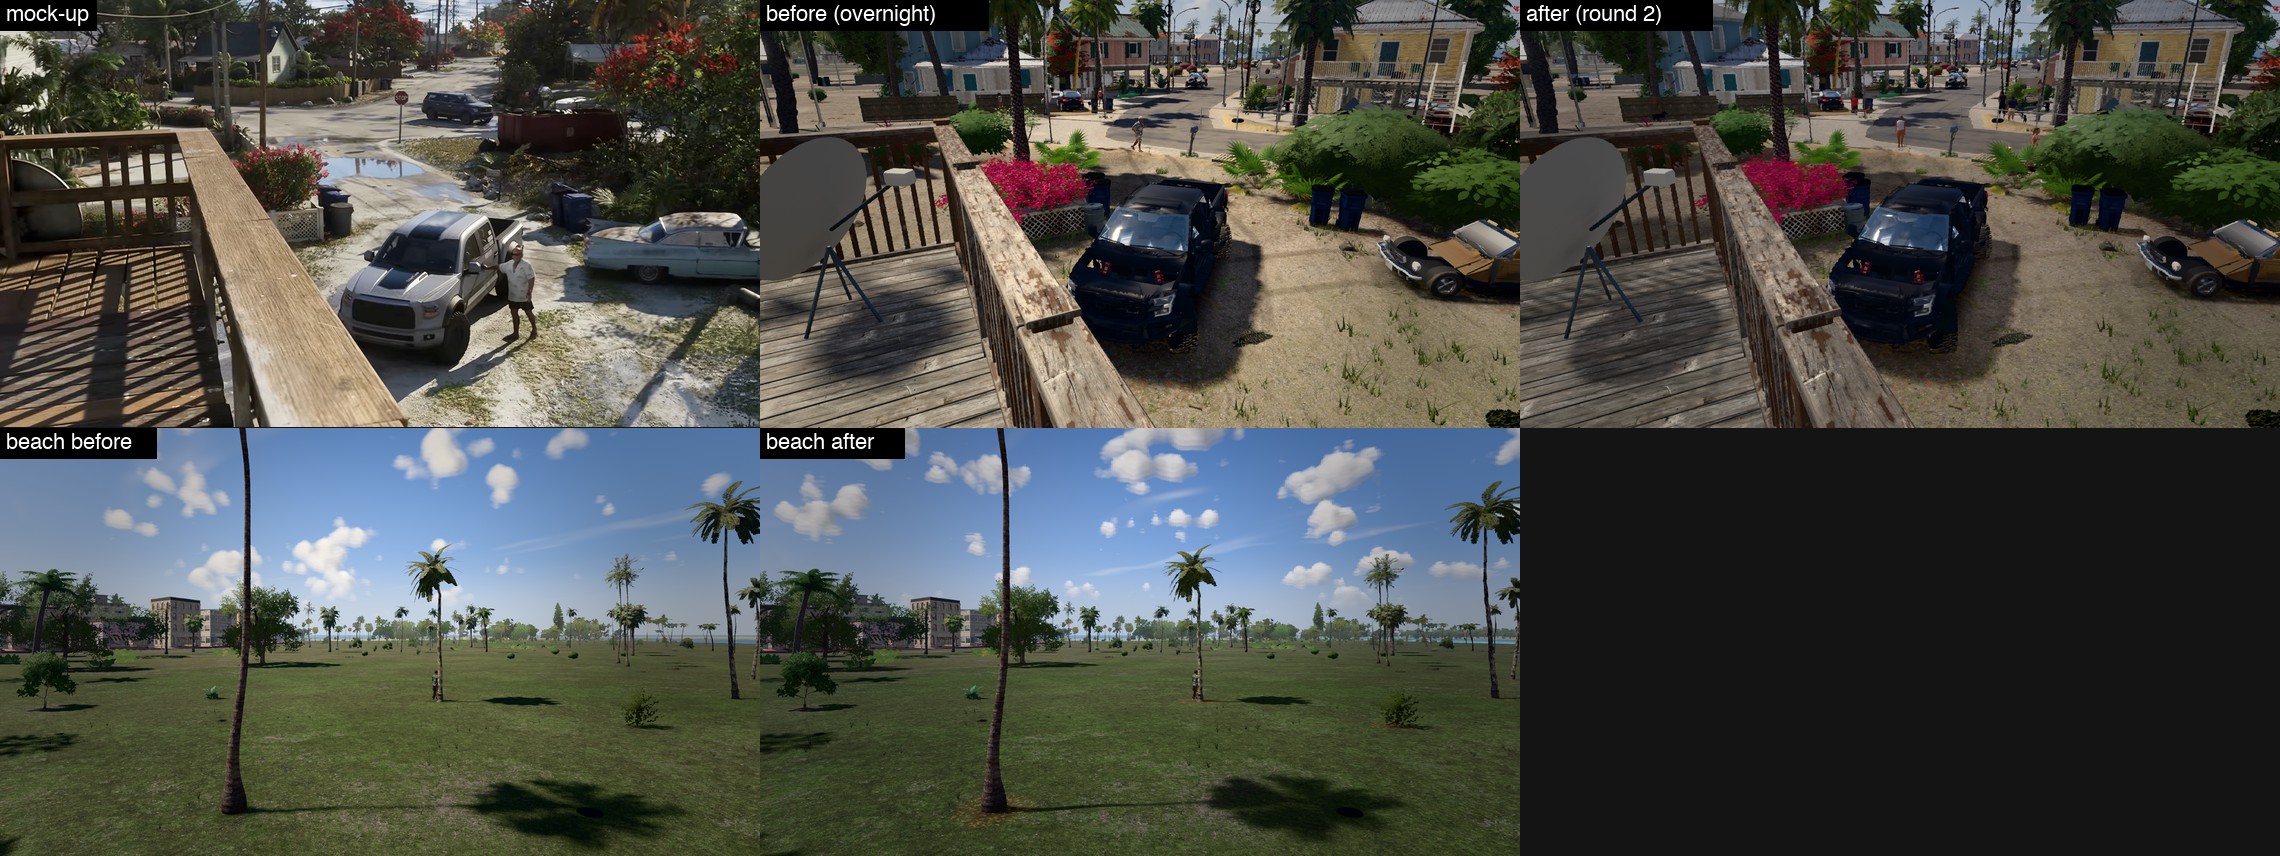 mock-up
before (overnight)
after (round 2)
beach before
beach after